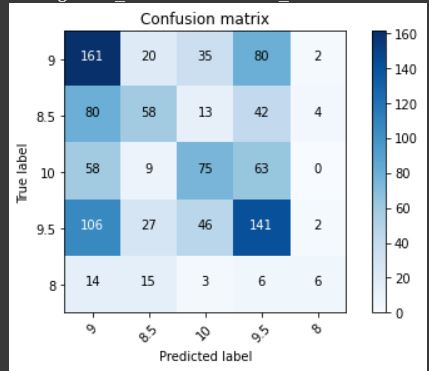 Confusion matrix
9 161 20 35 80 2
8.5 80 58 13 42 4
10 58 9 75 63 0
9.5 106 27 46 141 2
8 14 15 3 6 6
9 8.5 10 9.5 8
True label
Predicted label
160
140
120
100
80
60
40
20
0